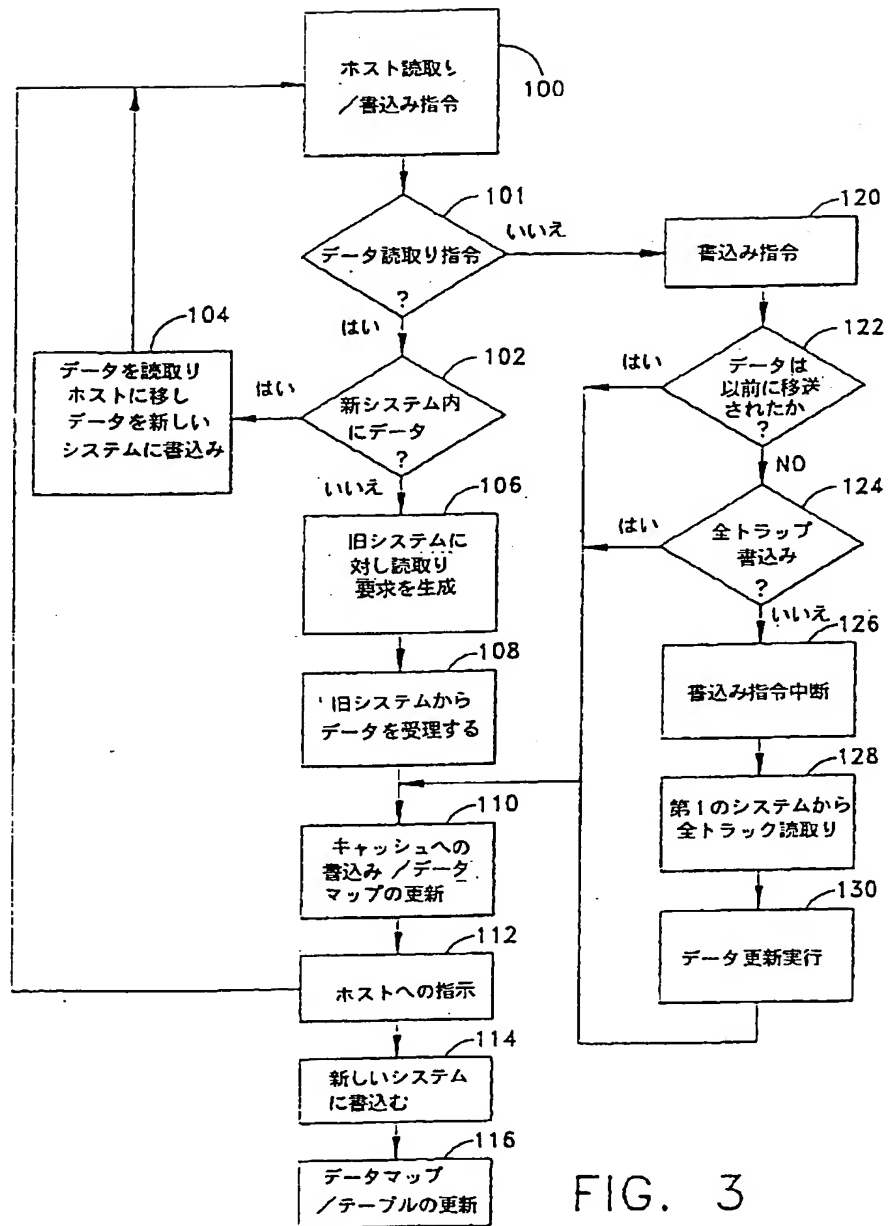 ホスト読取り
／書込み指令
100
101
データ読取り指令
?
いいえ
はい
120
書込み指令
102
新システム内
にデータ
?
はい
いいえ
104
データを読取り
ホストに移し
データを新しい
システムに書込み
122
データは
以前に移送
されたか
?
はい
NO
124
全トラップ
書込み
?
はい
いいえ
106
旧システムに
対し読取り
要求を生成
108
旧システムから
データを受理する
126
書込み指令中断
128
第1のシステムから
全トラック読取り
110
キャッシュへの
書込み／データ
マップの更新
130
データ更新実行
112
ホストへの指示
114
新しいシステム
に書込む
116
データマップ
／テーブルの更新
FIG. 3